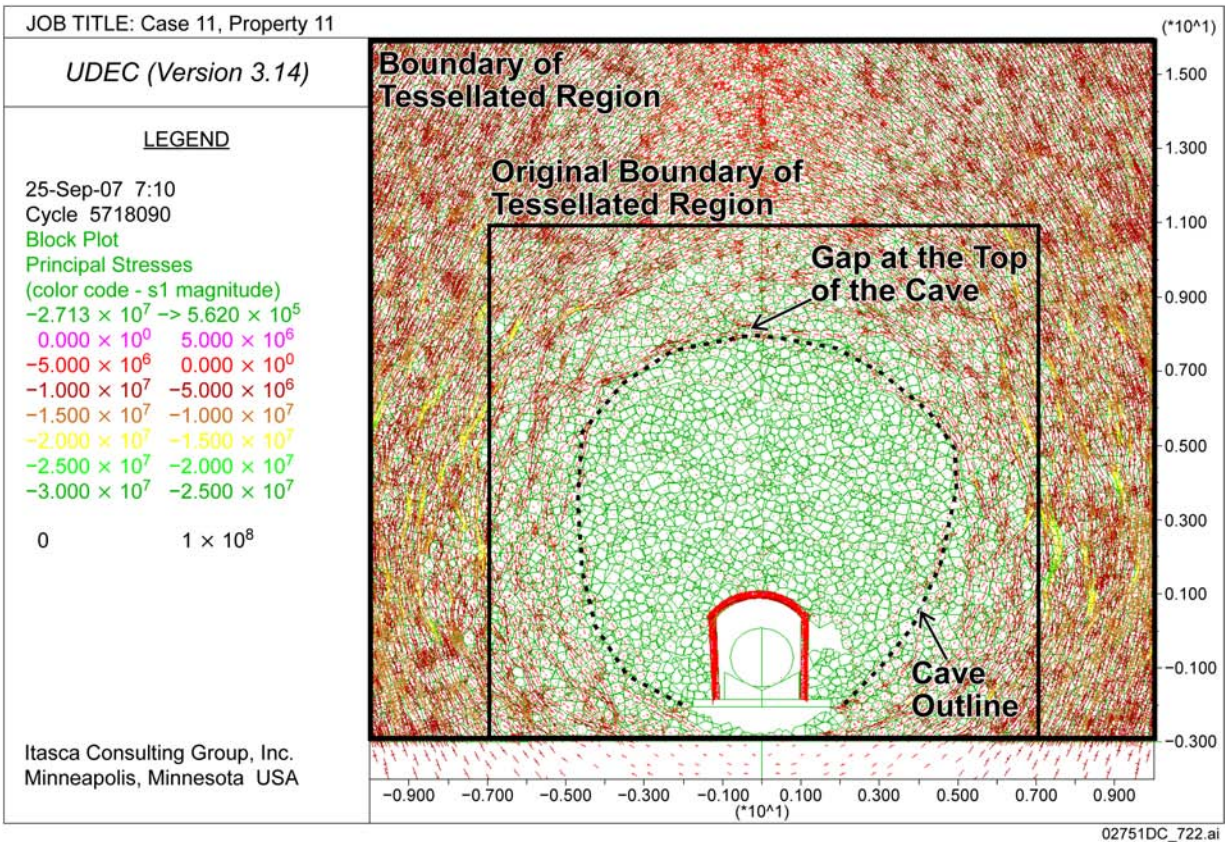 JOB TITLE: Case 11, Property 11
UDEC (Version 3.14)
LEGEND
25-Sep-07 7:10
Cycle 5718090
Block Plot
Principal Stresses
(color code - s1 magnitude)
−2.713 × 10⁷ -> 5.620 × 10⁵
0.000 × 10⁰ 5.000 × 10⁶
−5.000 × 10⁶ 0.000 × 10⁰
−1.000 × 10⁷ −5.000 × 10⁶
−1.500 × 10⁷ −1.000 × 10⁷
−2.000 × 10⁷ −1.500 × 10⁷
−2.500 × 10⁷ −2.000 × 10⁷
−3.000 × 10⁷ −2.500 × 10⁷
0 1 × 10⁸
Itasca Consulting Group, Inc.
Minneapolis, Minnesota USA
Boundary of
Tessellated Region
Original Boundary of
Tessellated Region
Gap at the Top
of the Cave
Cave
Outline
(*10^1)
1.500
1.300
1.100
0.900
0.700
0.500
0.300
0.100
−0.100
−0.300
−0.900 −0.700 −0.500 −0.300 −0.100 0.100 0.300 0.500 0.700 0.900
(*10^1)
02751DC_722.ai